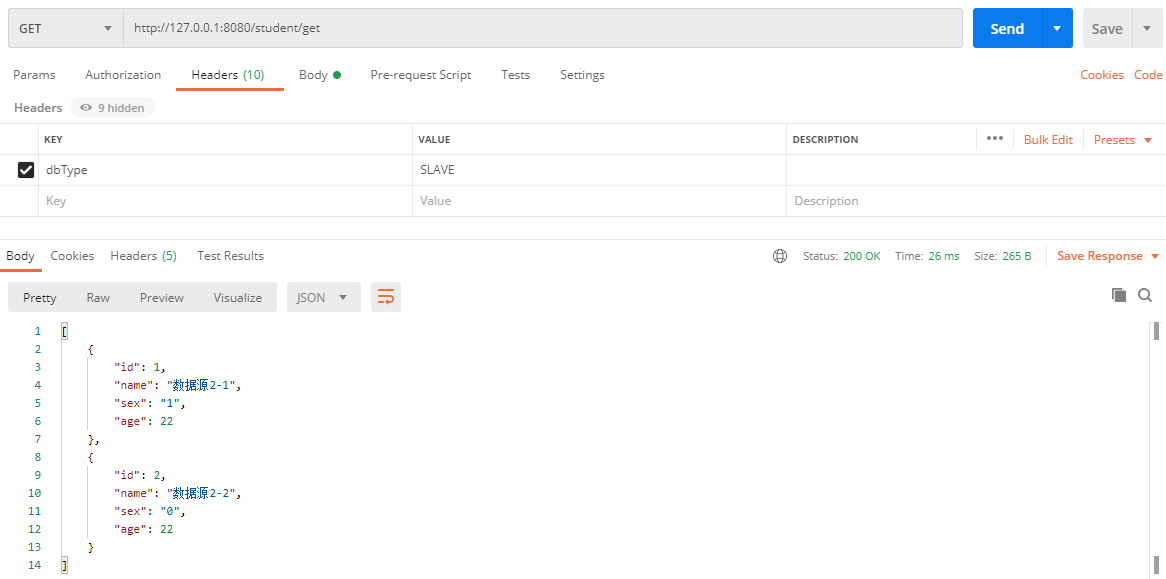 GET http://127.0.0.1:8080/student/get Send Save
Params Authorization Headers (10) Body Pre-request Script Tests Settings Cookies Code
Headers 9 hidden
KEY VALUE DESCRIPTION ••• Bulk Edit Presets
dbType SLAVE
Key Value Description
Body Cookies Headers (5) Test Results Status: 200 OK Time: 26 ms Size: 265 B Save Response
Pretty Raw Preview Visualize JSON
1 [
2 {
3 "id": 1,
4 "name": "数据源2-1",
5 "sex": "1",
6 "age": 22
7 },
8 {
9 "id": 2,
10 "name": "数据源2-2",
11 "sex": "0",
12 "age": 22
13 }
14 ]